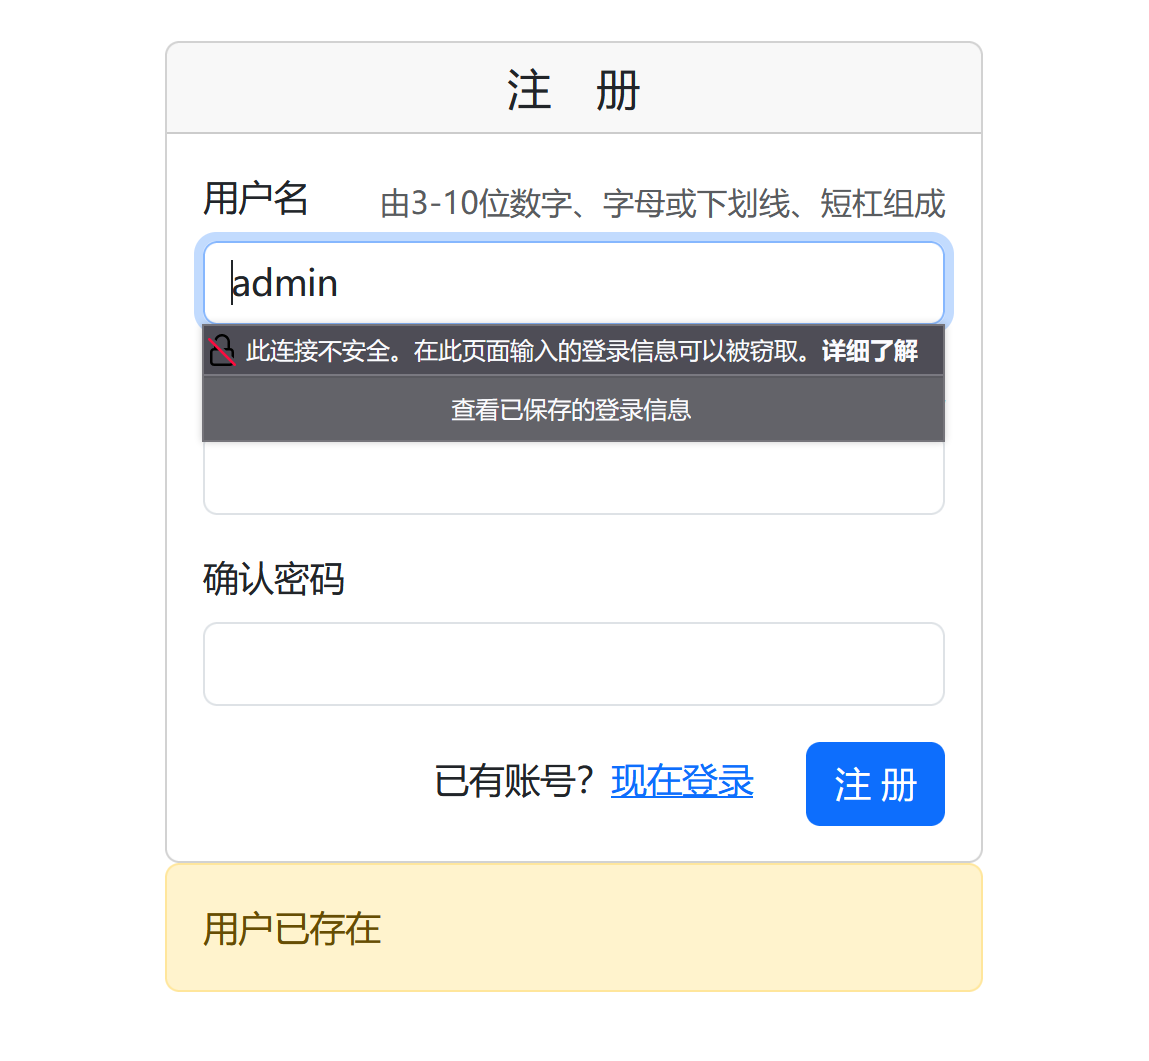 注 册
用户名 由3-10位数字、字母或下划线、短杠组成
admin
此连接不安全。在此页面输入的登录信息可以被窃取。详细了解
查看已保存的登录信息
确认密码
已有账号？现在登录 注 册
用户已存在